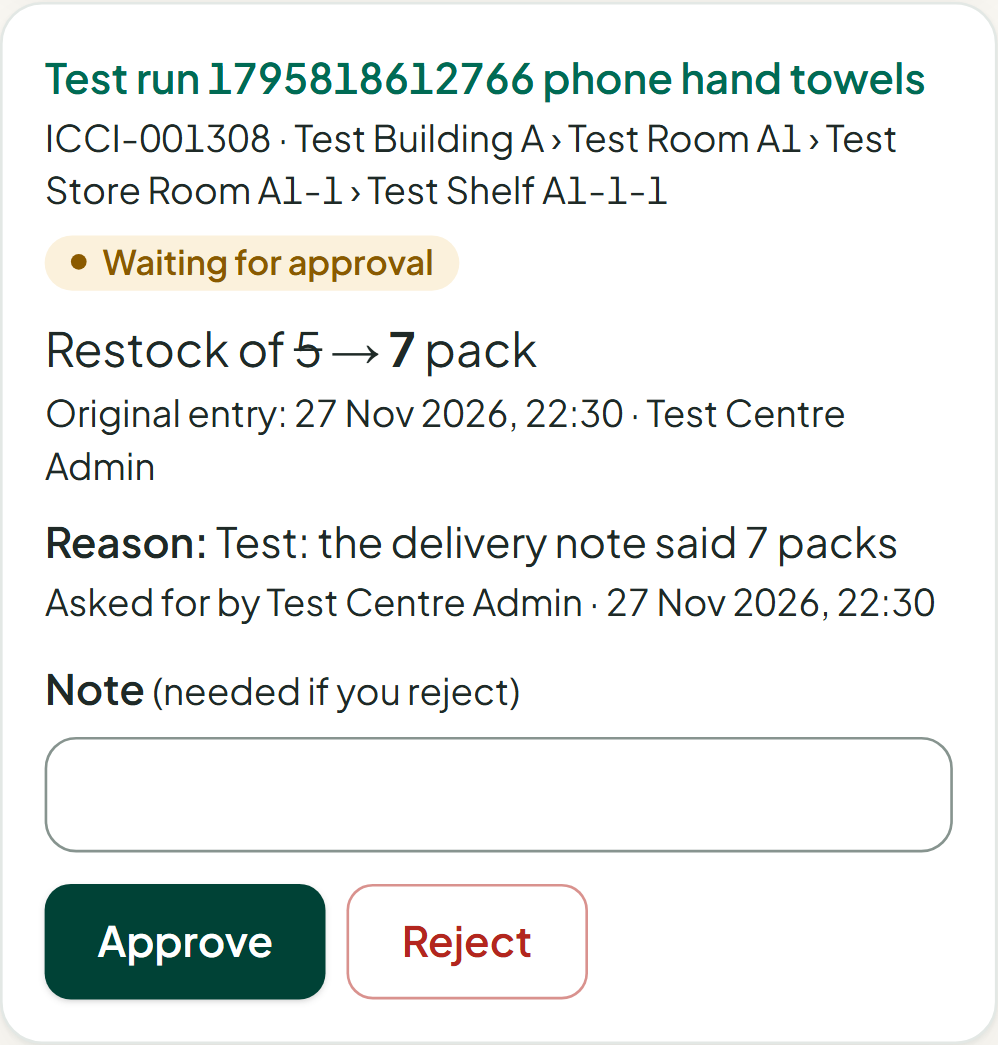 Test run 1795818612766 phone hand towels
ICCI-001308 · Test Building A › Test Room A1 › Test
Store Room A1-1 › Test Shelf A1-1-1
Waiting for approval
Restock of 5 → 7 pack
Original entry: 27 Nov 2026, 22:30 · Test Centre
Admin
Reason: Test: the delivery note said 7 packs
Asked for by Test Centre Admin · 27 Nov 2026, 22:30
Note (needed if you reject)
Approve Reject